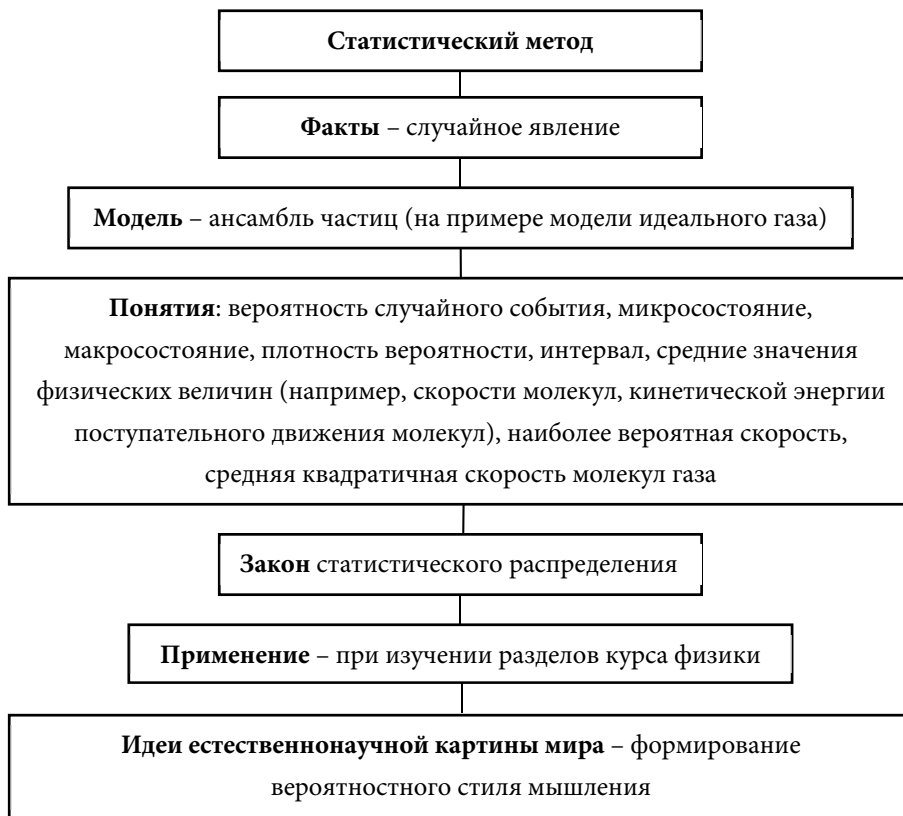 Статистический метод
Факты – случайное явление
Модель – ансамбль частиц (на примере модели идеального газа)
Понятия: вероятность случайного события, микросостояние,
макросостояние, плотность вероятности, интервал, средние значения
физических величин (например, скорости молекул, кинетической энергии
поступательного движения молекул), наиболее вероятная скорость,
средняя квадратичная скорость молекул газа
Закон статистического распределения
Применение – при изучении разделов курса физики
Идеи естественнонаучной картины мира – формирование
вероятностного стиля мышления